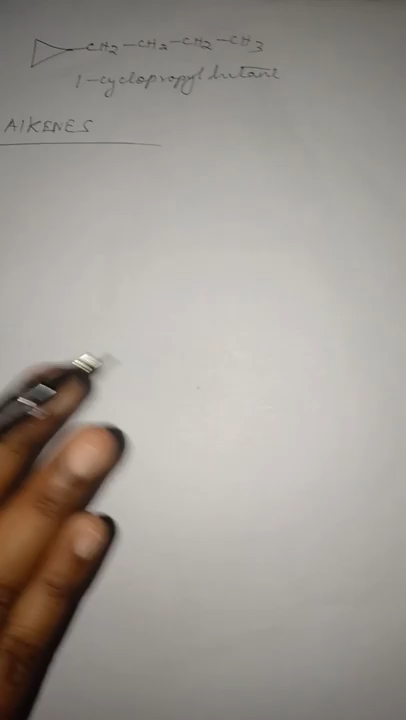 CH2 - CH2 - CH2 - CH3
1-cyclopropyl butane
AlKENES